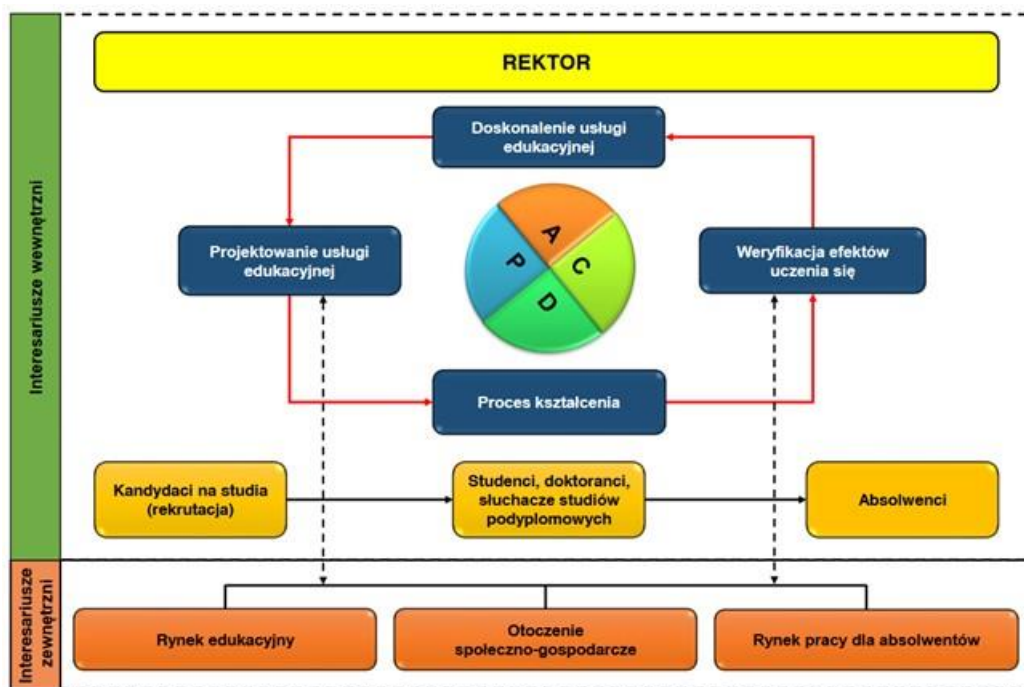 REKTOR
Doskonalenie usługi
edukacyjnej
Projektowanie usługi
edukacyjnej
A
P
C
D
Weryfikacja efektów
uczenia się
Proces kształcenia
Kandydaci na studia
(rekrutacja)
Studenci, doktoranci,
słuchacze studiów
podyplomowych
Absolwenci
Interesariusze wewnętrzni
Interesariusze
zewnętrzni
Rynek edukacyjny
Otoczenie
społeczno-gospodarcze
Rynek pracy dla absolwentów